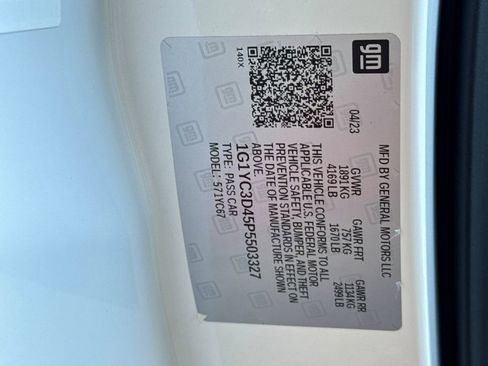 gm
MFD BY GENERAL MOTORS LLC
04/23
GVWR
1891 KG
4169 LB
GAWR FRT
757 KG
1670 LB
GAWR RR
1134 KG
2499 LB
THIS VEHICLE CONFORMS TO ALL
APPLICABLE U.S. FEDERAL MOTOR
VEHICLE SAFETY, BUMPER, AND THEFT
PREVENTION STANDARDS IN EFFECT ON
THE DATE OF MANUFACTURE SHOWN
ABOVE.
1G1YC3D45P5503327
TYPE: PASS CAR
MODEL: 571YC67
140X